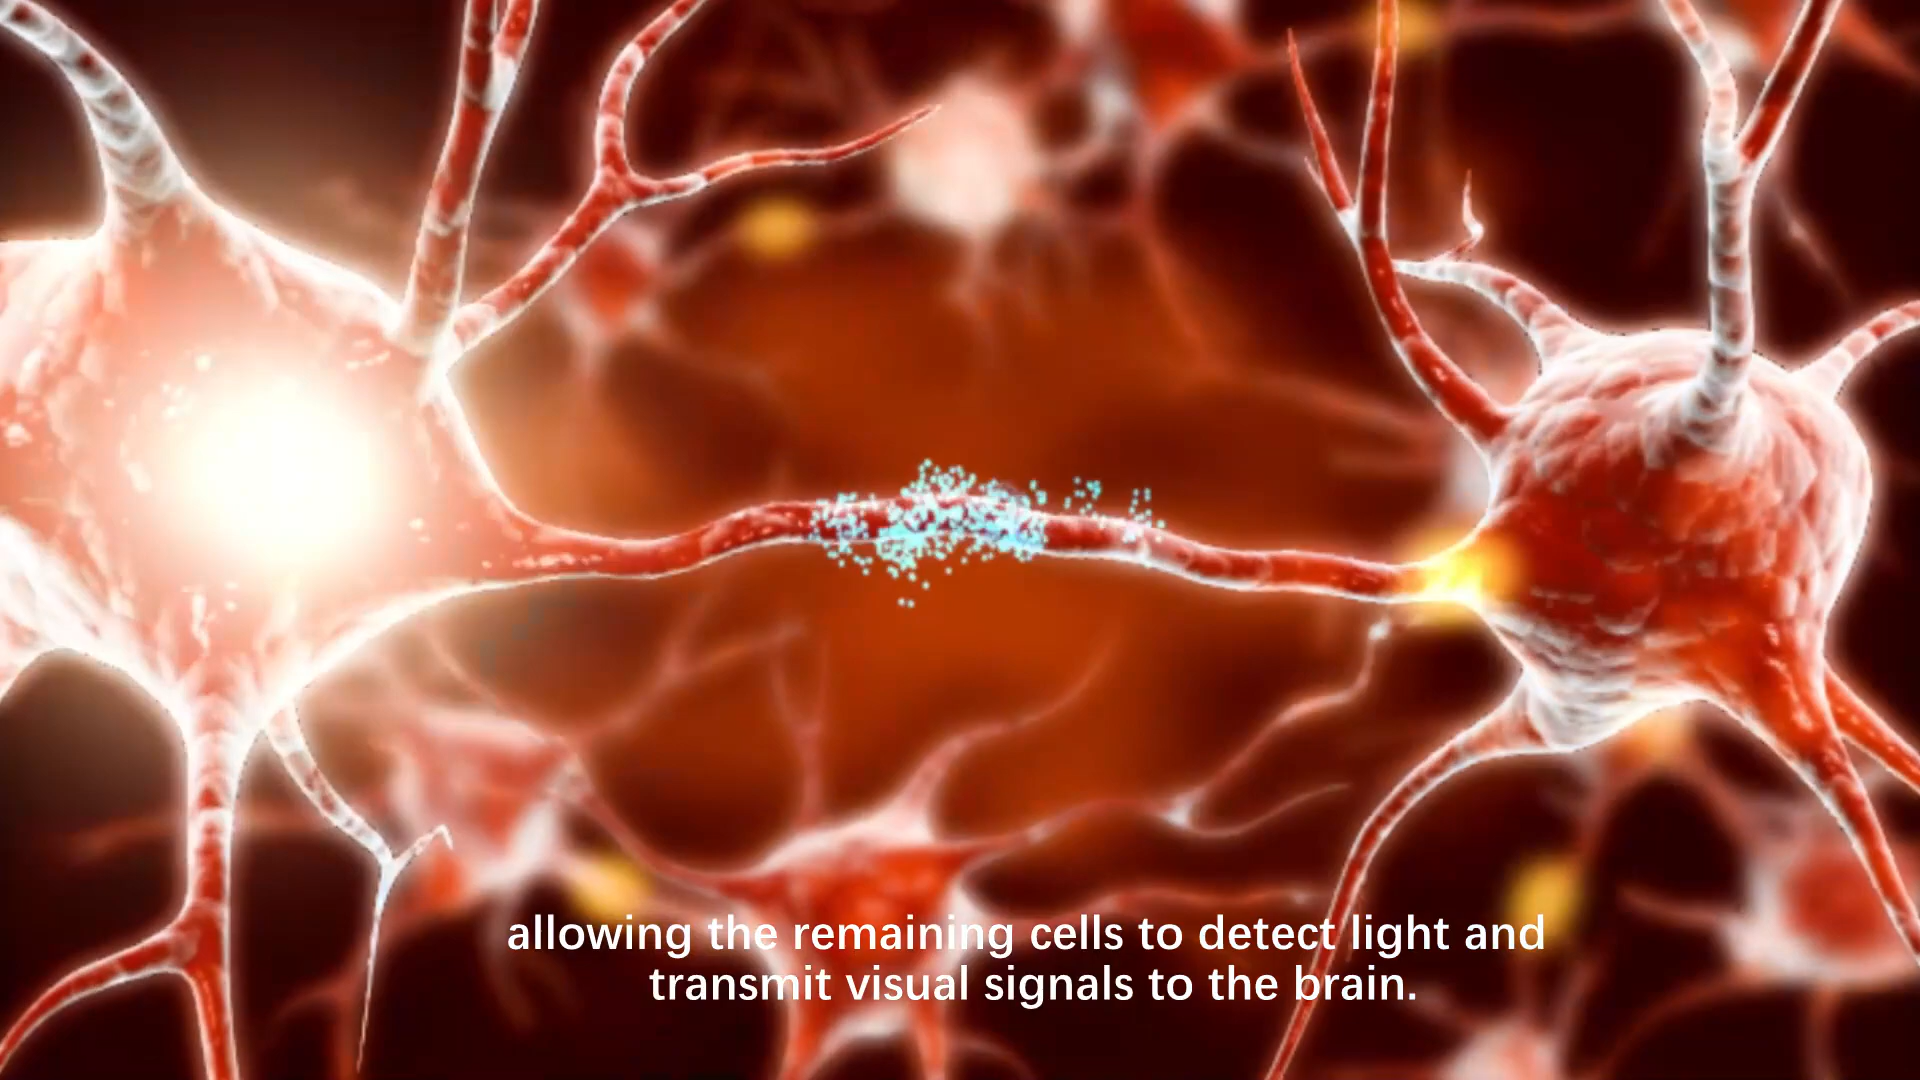 allowing the remaining cells to detect light and
transmit visual signals to the brain.